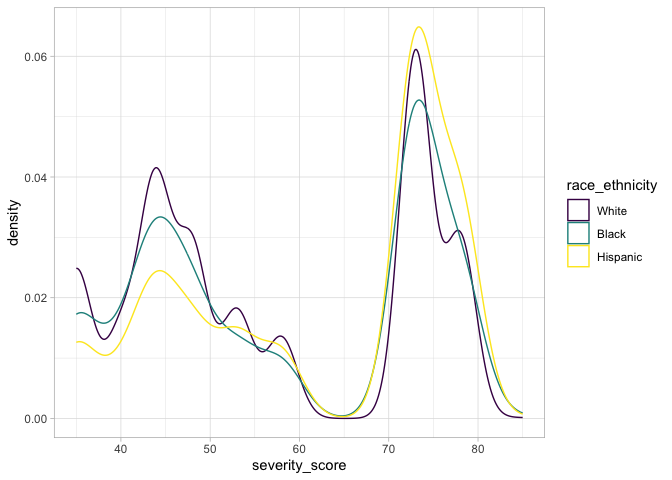 0.06
0.04
0.02
0.00
density
40 50 60 70 80
severity_score
race_ethnicity
White
Black
Hispanic